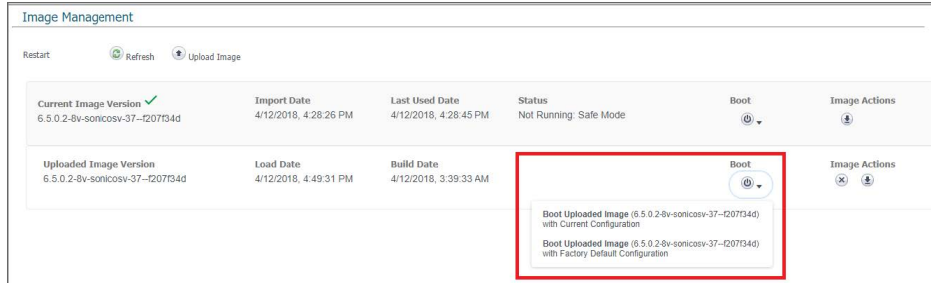 Image Management
Restart Refresh Upload Image
Current Image Version Import Date Last Used Date Status Boot Image Actions
6.5.0.2-8v-sonicosv-37--f207f34d 4/12/2018, 4:28:26 PM 4/12/2018, 4:28:45 PM Not Running: Safe Mode
Uploaded Image Version Load Date Build Date Boot Image Actions
6.5.0.2-8v-sonicosv-37--f207f34d 4/12/2018, 4:49:31 PM 4/12/2018, 3:39:33 AM
Boot Uploaded Image (6.5.0.2-8v-sonicosv-37--f207f34d)
with Current Configuration
Boot Uploaded Image (6.5.0.2-8v-sonicosv-37--f207f34d)
with Factory Default Configuration